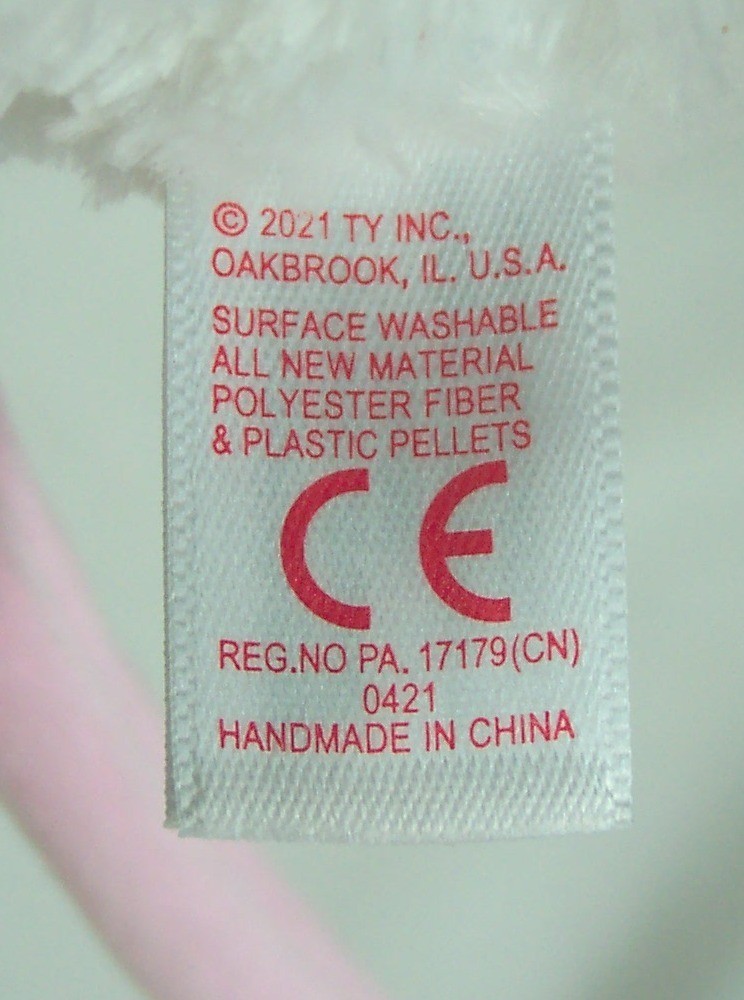 © 2021 TY INC.,
OAKBROOK, IL. U.S.A.
SURFACE WASHABLE
ALL NEW MATERIAL
POLYESTER FIBER
& PLASTIC PELLETS
CE
REG.NO PA. 17179(CN)
0421
HANDMADE IN CHINA